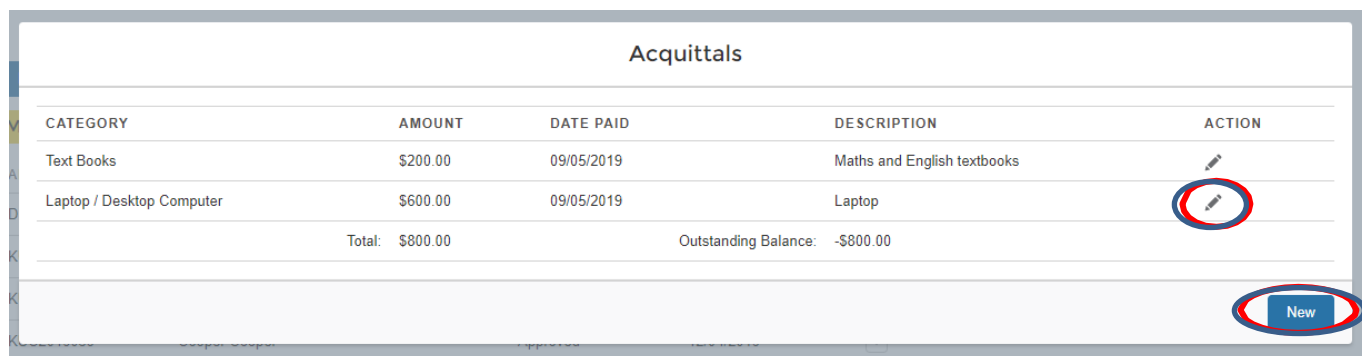 Acquittals
CATEGORY AMOUNT DATE PAID DESCRIPTION ACTION
Text Books $200.00 09/05/2019 Maths and English textbooks
Laptop / Desktop Computer $600.00 09/05/2019 Laptop
Total: $800.00 Outstanding Balance: -$800.00
New